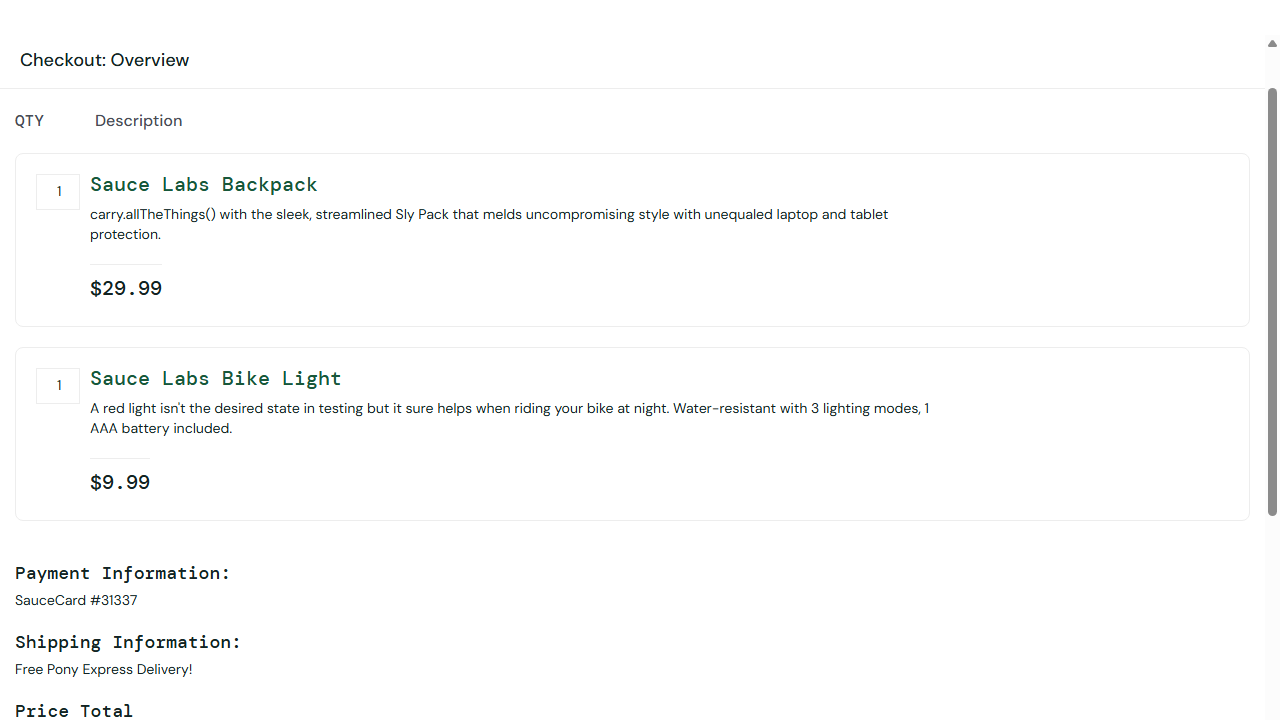 Checkout: Overview
QTY Description
1 Sauce Labs Backpack
carry.allTheThings() with the sleek, streamlined Sly Pack that melds uncompromising style with unequaled laptop and tablet
protection.
$29.99
1 Sauce Labs Bike Light
A red light isn't the desired state in testing but it sure helps when riding your bike at night. Water-resistant with 3 lighting modes, 1
AAA battery included.
$9.99
Payment Information:
SauceCard #31337
Shipping Information:
Free Pony Express Delivery!
Price Total